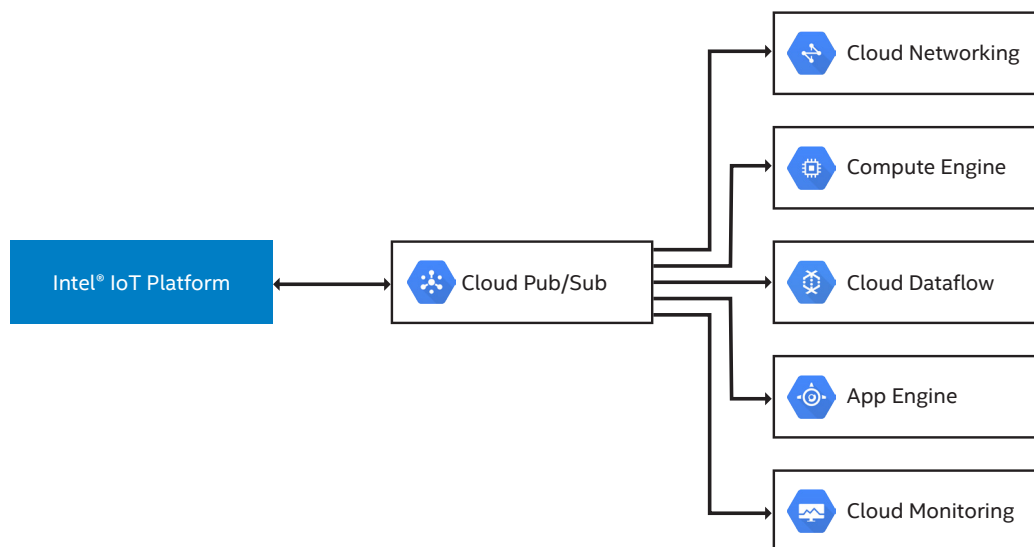 Cloud Networking
Compute Engine
Intel® IoT Platform
Cloud Pub/Sub
Cloud Dataflow
App Engine
Cloud Monitoring